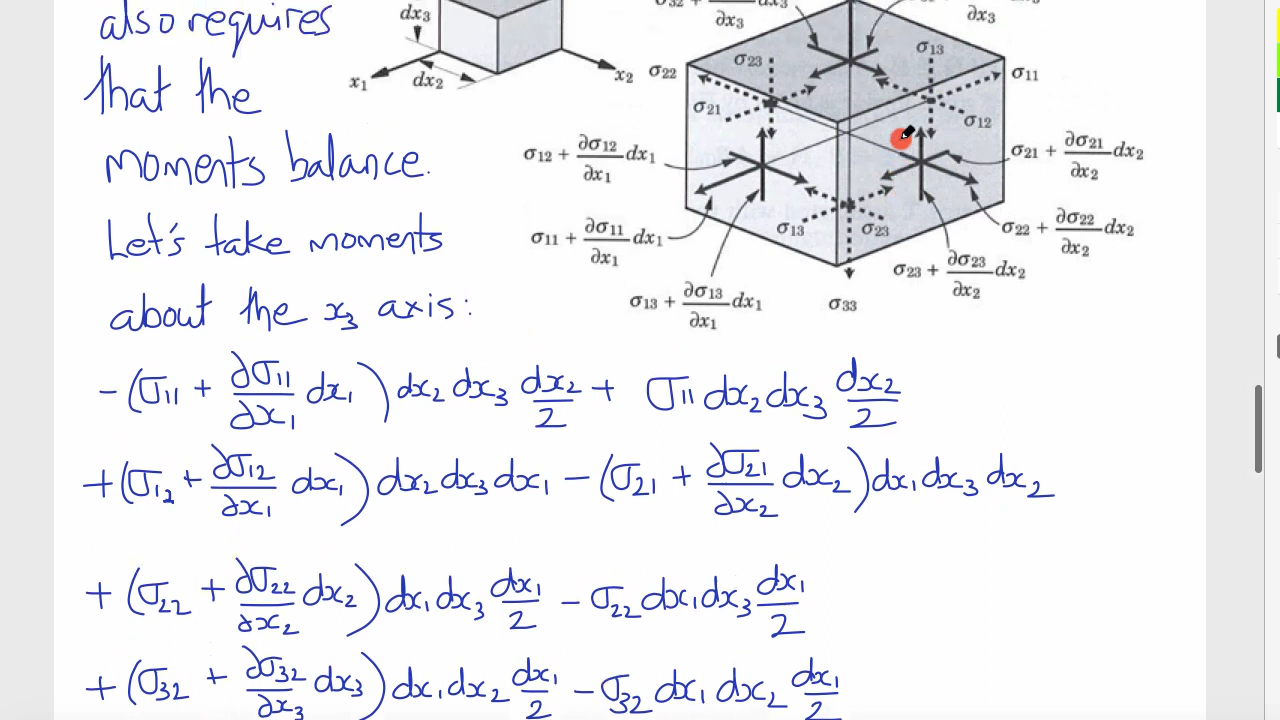 also requires
that the
moments balance.
Let's take moments
about the x₃ axis:
dx₃
x₁
dx₂
x₂
∂x₃
∂x₃
σ₂₂
σ₂₃
σ₁₃
σ₁₁
σ₂₁
σ₁₂
σ₁₂ + ∂σ₁₂/∂x₁ dx₁
σ₂₁ + ∂σ₂₁/∂x₂ dx₂
σ₁₁ + ∂σ₁₁/∂x₁ dx₁
σ₁₃
σ₂₃
σ₂₂ + ∂σ₂₂/∂x₂ dx₂
σ₂₃ + ∂σ₂₃/∂x₂ dx₂
σ₁₃ + ∂σ₁₃/∂x₁ dx₁
σ₃₃
- (σ₁₁ + ∂σ₁₁/∂x₁ dx₁) dx₂ dx₃ dx₂/2 + σ₁₁ dx₂ dx₃ dx₂/2
+ (σ₁₂ + ∂σ₁₂/∂x₁ dx₁) dx₂ dx₃ dx₁ - (σ₂₁ + ∂σ₂₁/∂x₂ dx₂) dx₁ dx₃ dx₂
+ (σ₂₂ + ∂σ₂₂/∂x₂ dx₂) dx₁ dx₃ dx₁/2 - σ₂₂ dx₁ dx₃ dx₁/2
+ (σ₃₂ + ∂σ₃₂/∂x₃ dx₃) dx₁ dx₂ dx₁/2 - σ₃₂ dx₁ dx₂ dx₁/2